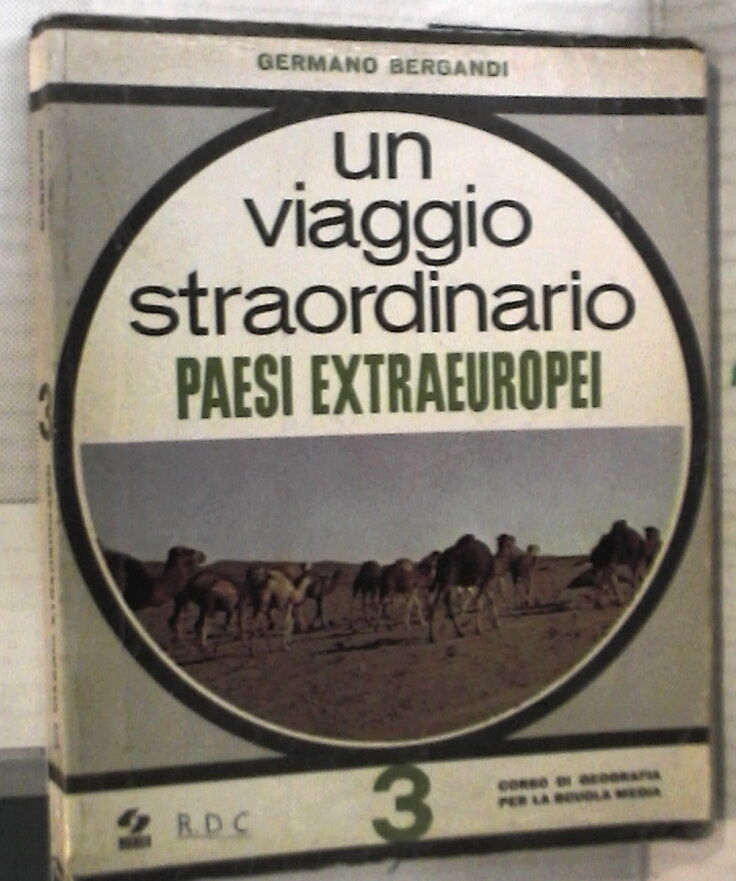 GERMANO BERGANDI
un
viaggio
straordinario
PAESI EXTRAEUROPEI
3
CORSO DI GEOGRAFIA
PER LA SCUOLA MEDIA
R.D C
3